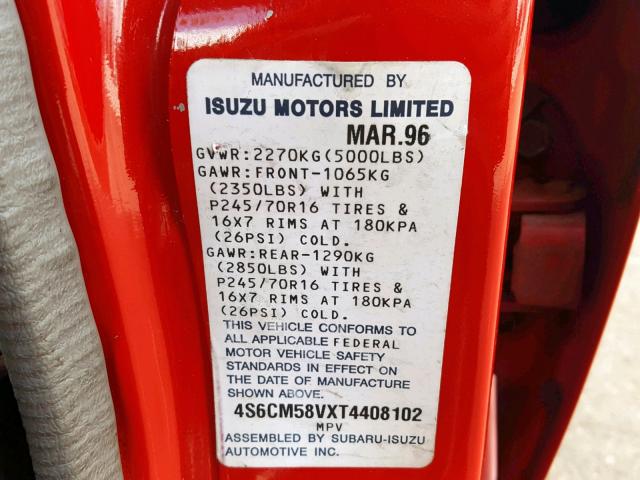 MANUFACTURED BY
ISUZU MOTORS LIMITED
MAR.96
GVWR:2270KG(5000LBS)
GAWR:FRONT-1065KG
(2350LBS) WITH
P245/70R16 TIRES &
16X7 RIMS AT 180KPA
(26PSI) COLD.
GAWR:REAR-1290KG
(2850LBS) WITH
P245/70R16 TIRES &
16X7 RIMS AT 180KPA
(26PSI) COLD.
THIS VEHICLE CONFORMS TO
ALL APPLICABLE FEDERAL
MOTOR VEHICLE SAFETY
STANDARDS IN EFFECT ON
THE DATE OF MANUFACTURE
SHOWN ABOVE.
4S6CM58VXT4408102
MPV
ASSEMBLED BY SUBARU-ISUZU
AUTOMOTIVE INC.